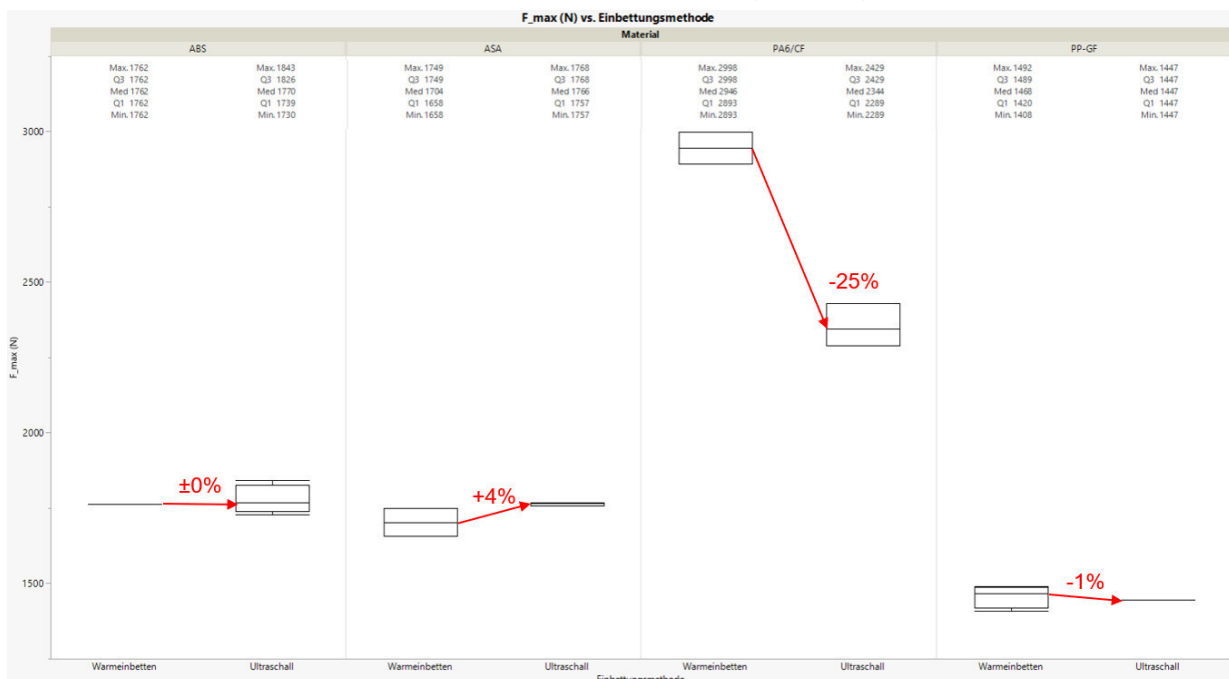 F_max (N) vs. Einbettungsmethode
Material
ABS ASA PA6/CF PP-GF
Max. 1762 Max. 1843 Max. 1749 Max. 1768 Max. 2998 Max. 2429 Max. 1492 Max. 1447
Q3 1762 Q3 1826 Q3 1749 Q3 1768 Q3 2998 Q3 2429 Q3 1489 Q3 1447
Med 1762 Med 1770 Med 1704 Med 1766 Med 2946 Med 2344 Med 1468 Med 1447
Q1 1762 Q1 1739 Q1 1658 Q1 1757 Q1 2893 Q1 2289 Q1 1420 Q1 1447
Min. 1762 Min. 1730 Min. 1658 Min. 1757 Min. 2893 Min. 2289 Min. 1408 Min. 1447
3000
2500
-25%
F_max (N)
2000
±0%
+4%
1500
-1%
Warmeinbetten Ultraschall Warmeinbetten Ultraschall Warmeinbetten Ultraschall Warmeinbetten Ultraschall
Einbettungsmethode